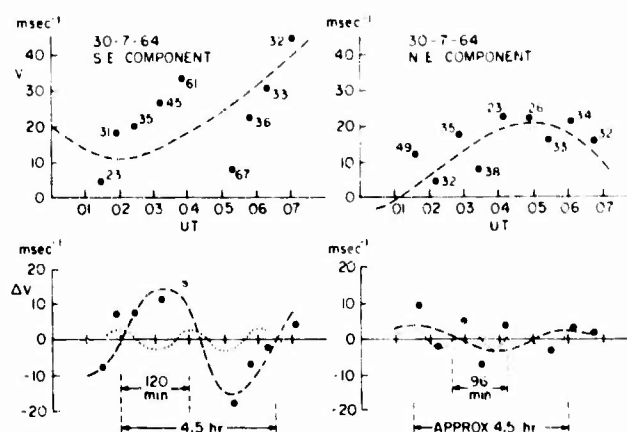 msec⁻¹
30-7-64
S E COMPONENT
V
40
30
20
10
0
23
31
35
45
61
67
36
33
32
01 02 03 04 05 06 07
UT
msec⁻¹
30-7-64
N E COMPONENT
40
30
20
10
0
49
32
35
38
23
26
33
34
32
01 02 03 04 05 06 07
UT
msec⁻¹
ΔV
20
10
0
-10
-20
120
min
4.5 hr
msec⁻¹
20
10
0
-10
-20
96
min
APPROX 4.5 hr